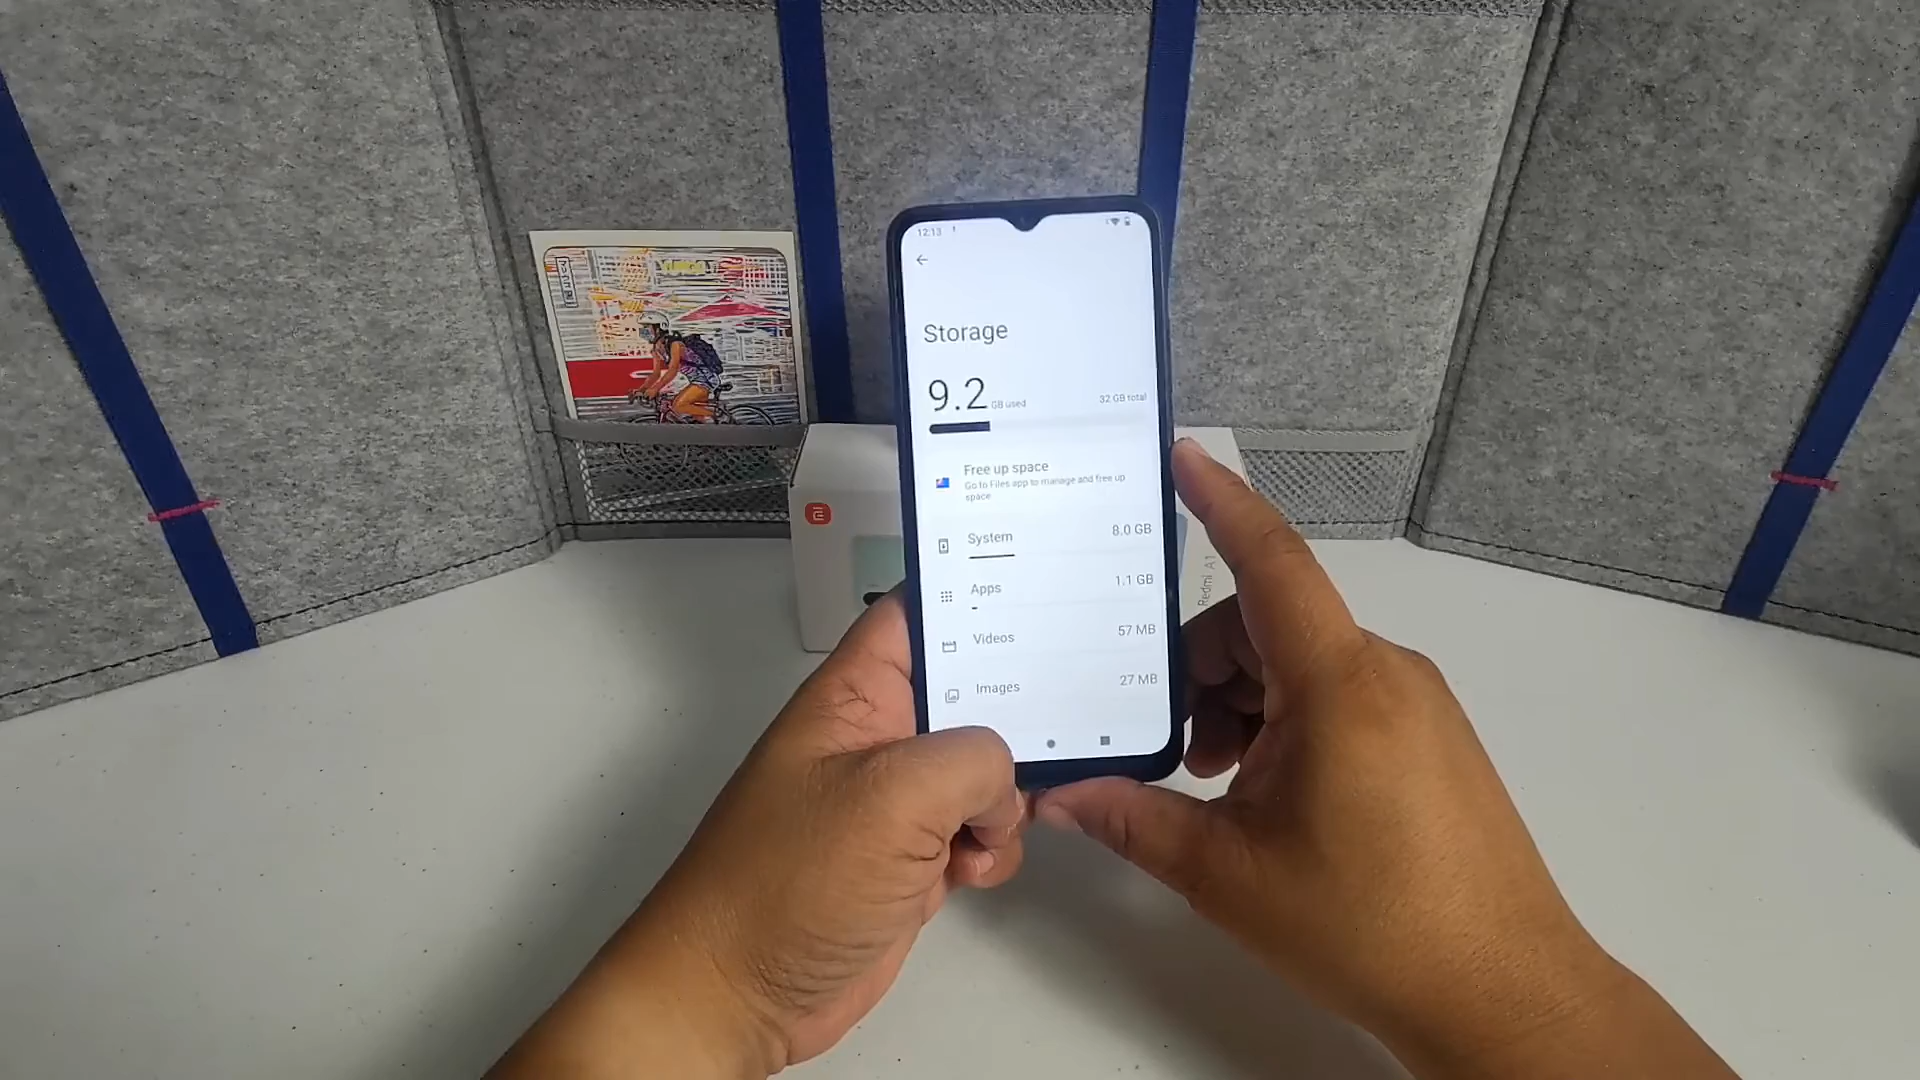 12:13
Storage
9.2 GB used
32 GB total
Free up space
Go to Files app to manage and free up
space
System
8.0 GB
Apps
1.1 GB
Videos
57 MB
Images
27 MB
Redmi A1